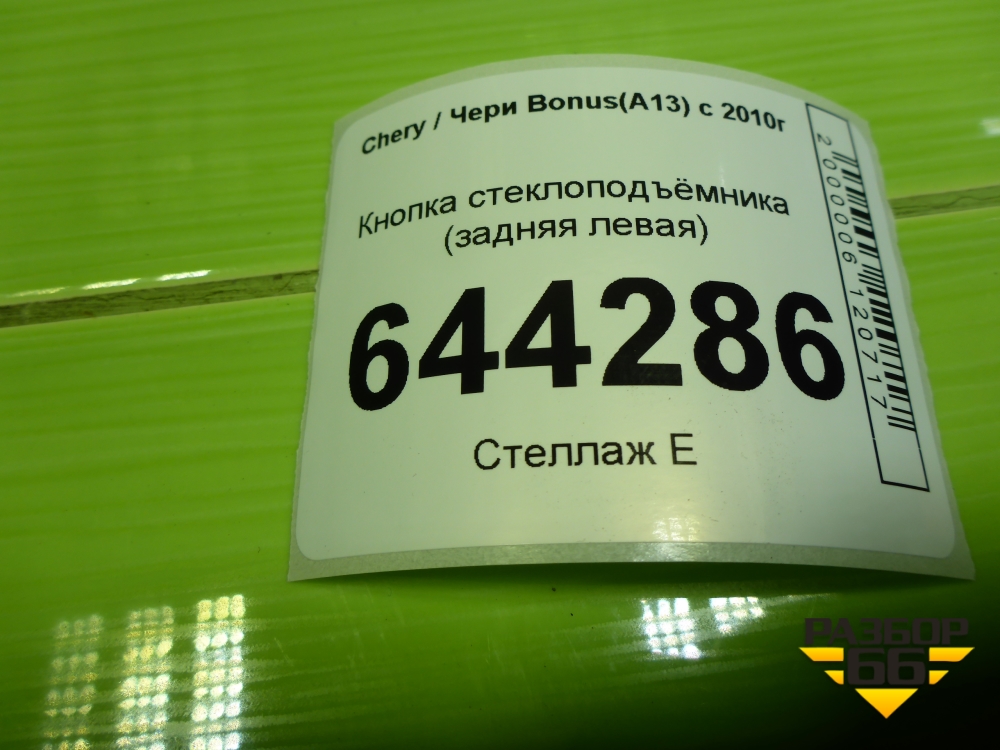 Chery / Чери Bonus(A13) с 2010г
Кнопка стеклоподъёмника
(задняя левая)
644286
Стеллаж Е
2000006120717
РАЗБОР
66